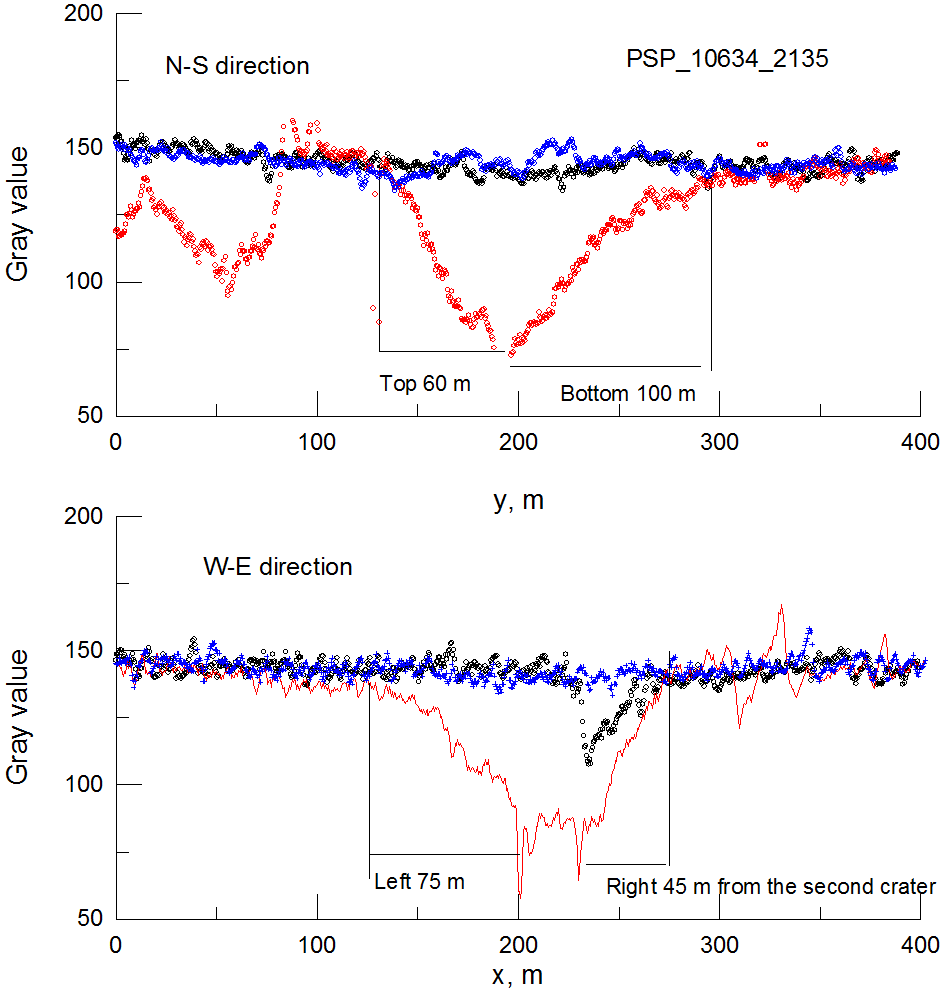 200
N-S direction
PSP_10634_2135
150
Gray value
100
Top 60 m
Bottom 100 m
50
0 100 200 300 400
y, m
200
W-E direction
150
Gray value
100
Left 75 m
Right 45 m from the second crater
50
0 100 200 300 400
x, m